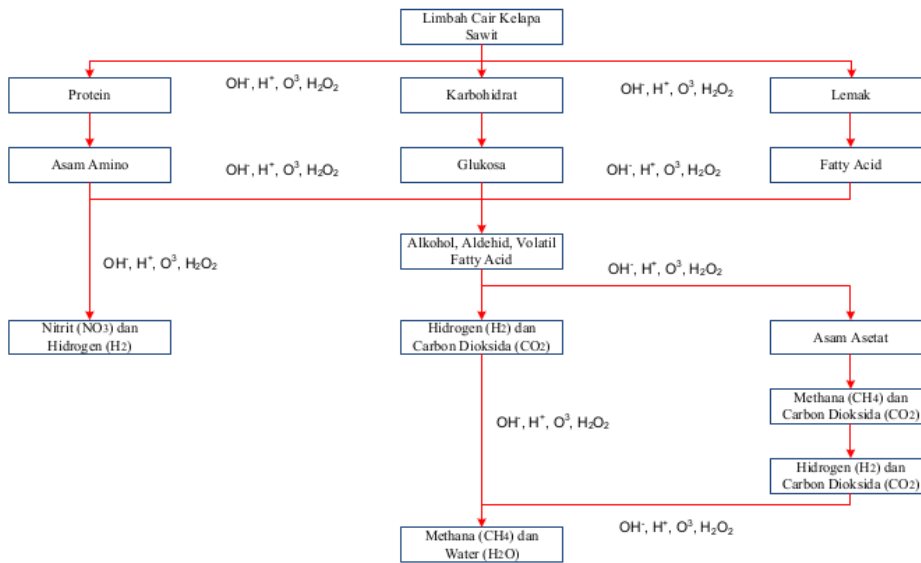 Limbah Cair Kelapa
Sawit
OH⁻, H⁺, O³, H₂O₂
OH⁻, H⁺, O³, H₂O₂
Protein
Karbohidrat
Lemak
Asam Amino
OH⁻, H⁺, O³, H₂O₂
Glukosa
OH⁻, H⁺, O³, H₂O₂
Fatty Acid
Alkohol, Aldehid, Volatil
Fatty Acid
OH⁻, H⁺, O³, H₂O₂
OH⁻, H⁺, O³, H₂O₂
Nitrit (NO₃) dan
Hidrogen (H₂)
Hidrogen (H₂) dan
Carbon Dioksida (CO₂)
Asam Asetat
Methana (CH₄) dan
Carbon Dioksida (CO₂)
OH⁻, H⁺, O³, H₂O₂
Hidrogen (H₂) dan
Carbon Dioksida (CO₂)
Methana (CH₄) dan
Water (H₂O)
OH⁻, H⁺, O³, H₂O₂